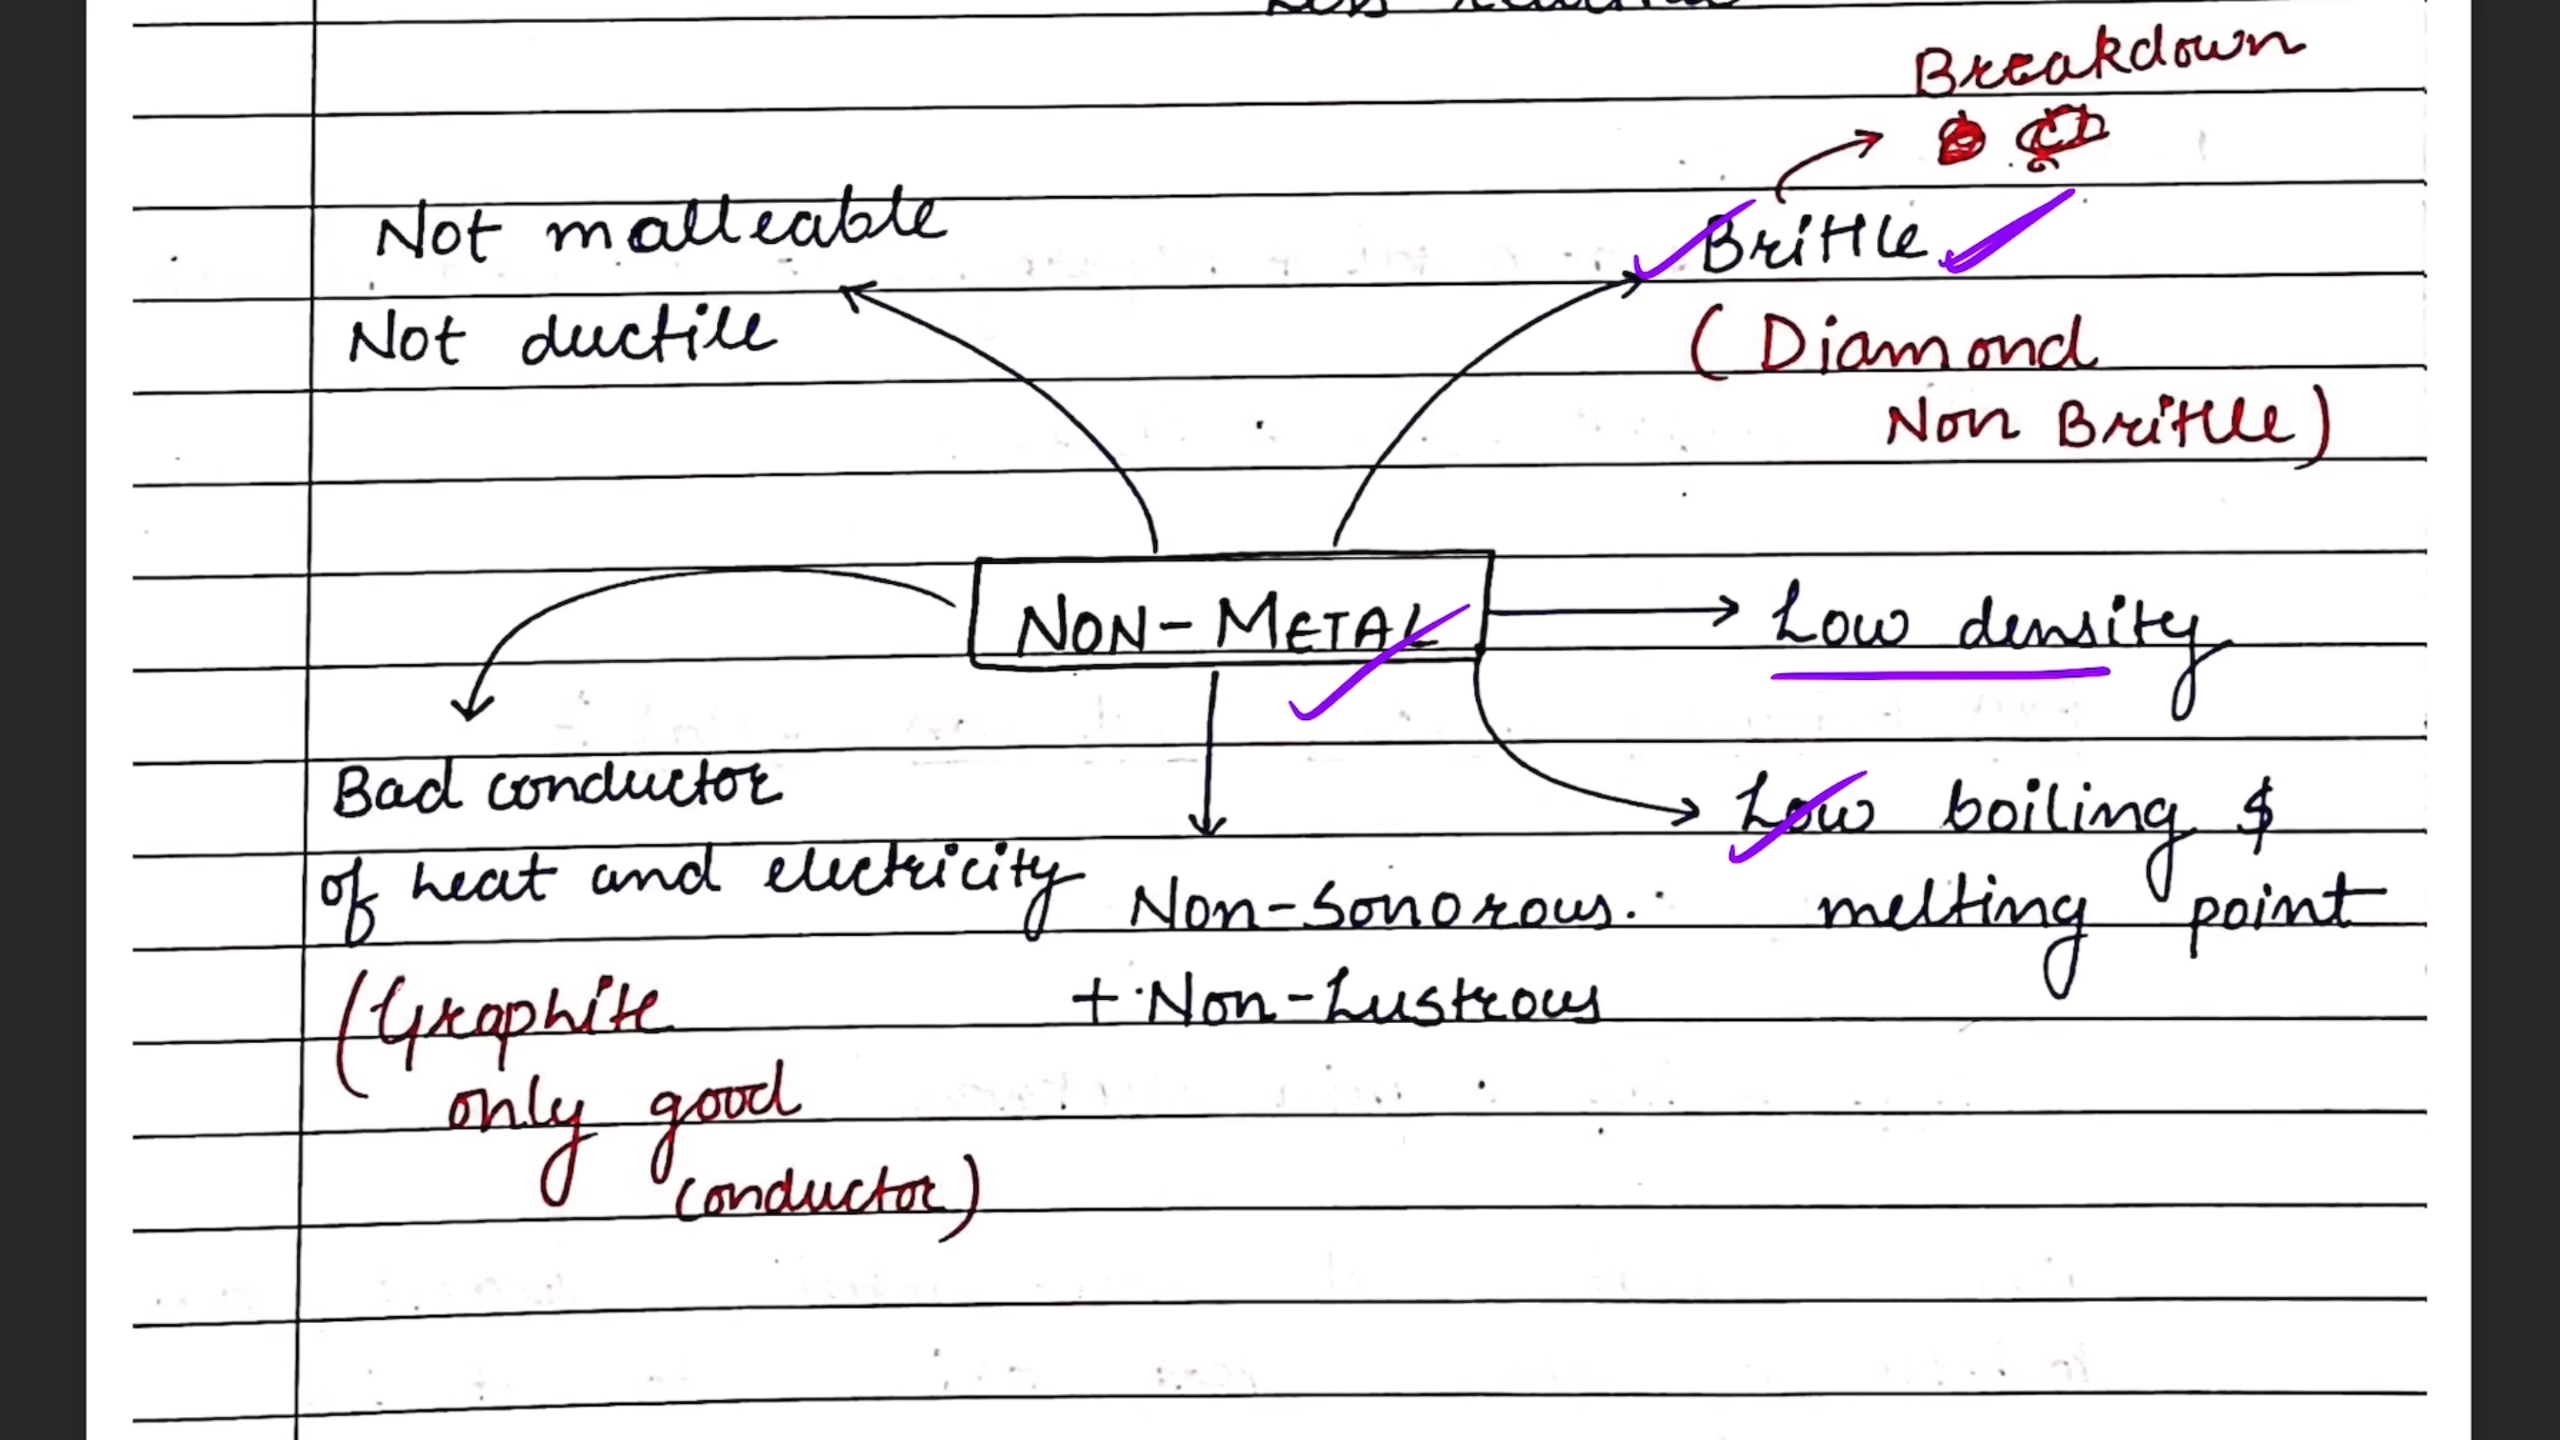 Breakdown
Not malleable
Brittle
Not ductile
(Diamond
Non Brittle)
NON-METAL
Low density
Bad conductor
of heat and electricity
Low boiling $
melting point
Non-Sonorous.
+ Non-Lustrous
(Graphite
only good
conductor)